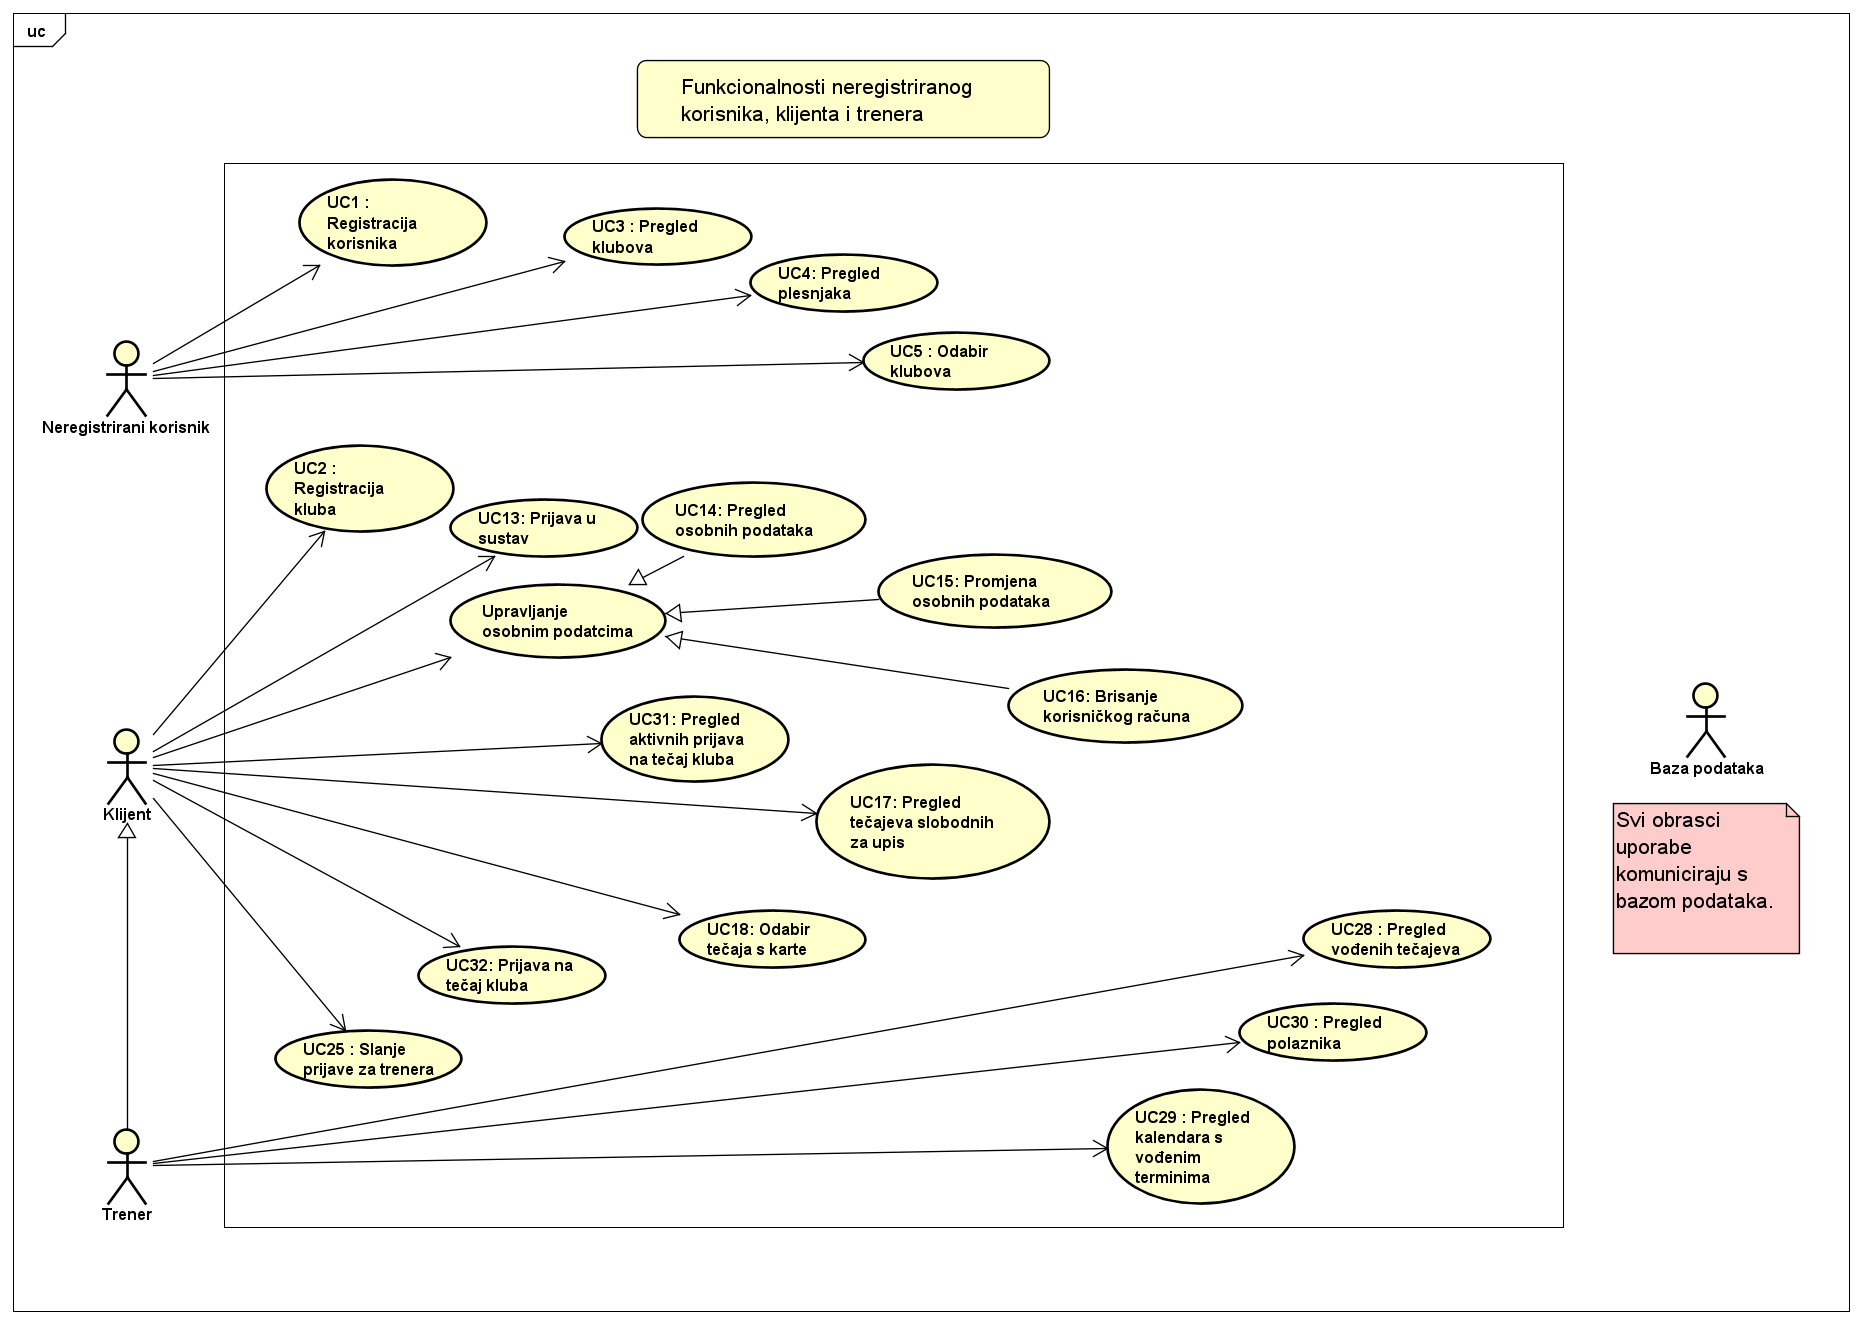 uc
Funkcionalnosti neregistriranog
korisnika, klijenta i trenera
UC1 :
Registracija
korisnika
UC3 : Pregled
klubova
UC4: Pregled
plesnjaka
UC5 : Odabir
klubova
Neregistrirani korisnik
UC2 :
Registracija
kluba
UC13: Prijava u
sustav
UC14: Pregled
osobnih podataka
UC15: Promjena
osobnih podataka
Upravljanje
osobnim podatcima
UC16: Brisanje
korisničkog računa
UC31: Pregled
aktivnih prijava
na tečaj kluba
Baza podataka
Klijent
UC17: Pregled
tečajeva slobodnih
za upis
Svi obrasci
uporabe
komuniciraju s
bazom podataka.
UC18: Odabir
tečaja s karte
UC28 : Pregled
vođenih tečajeva
UC32: Prijava na
tečaj kluba
UC30 : Pregled
polaznika
UC25 : Slanje
prijave za trenera
UC29 : Pregled
kalendara s
vođenim
terminima
Trener